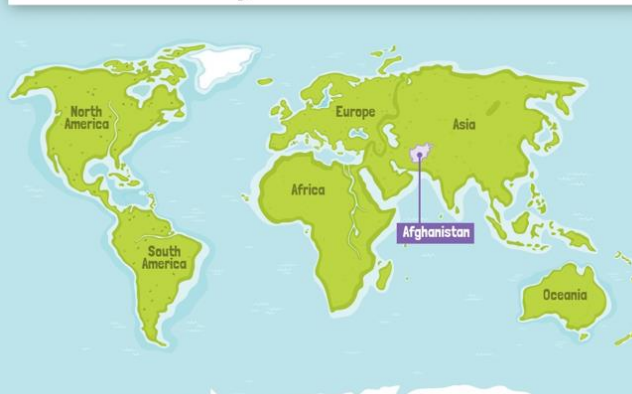 North
America
Europe
Asia
Africa
Afghanistan
South
America
Oceania